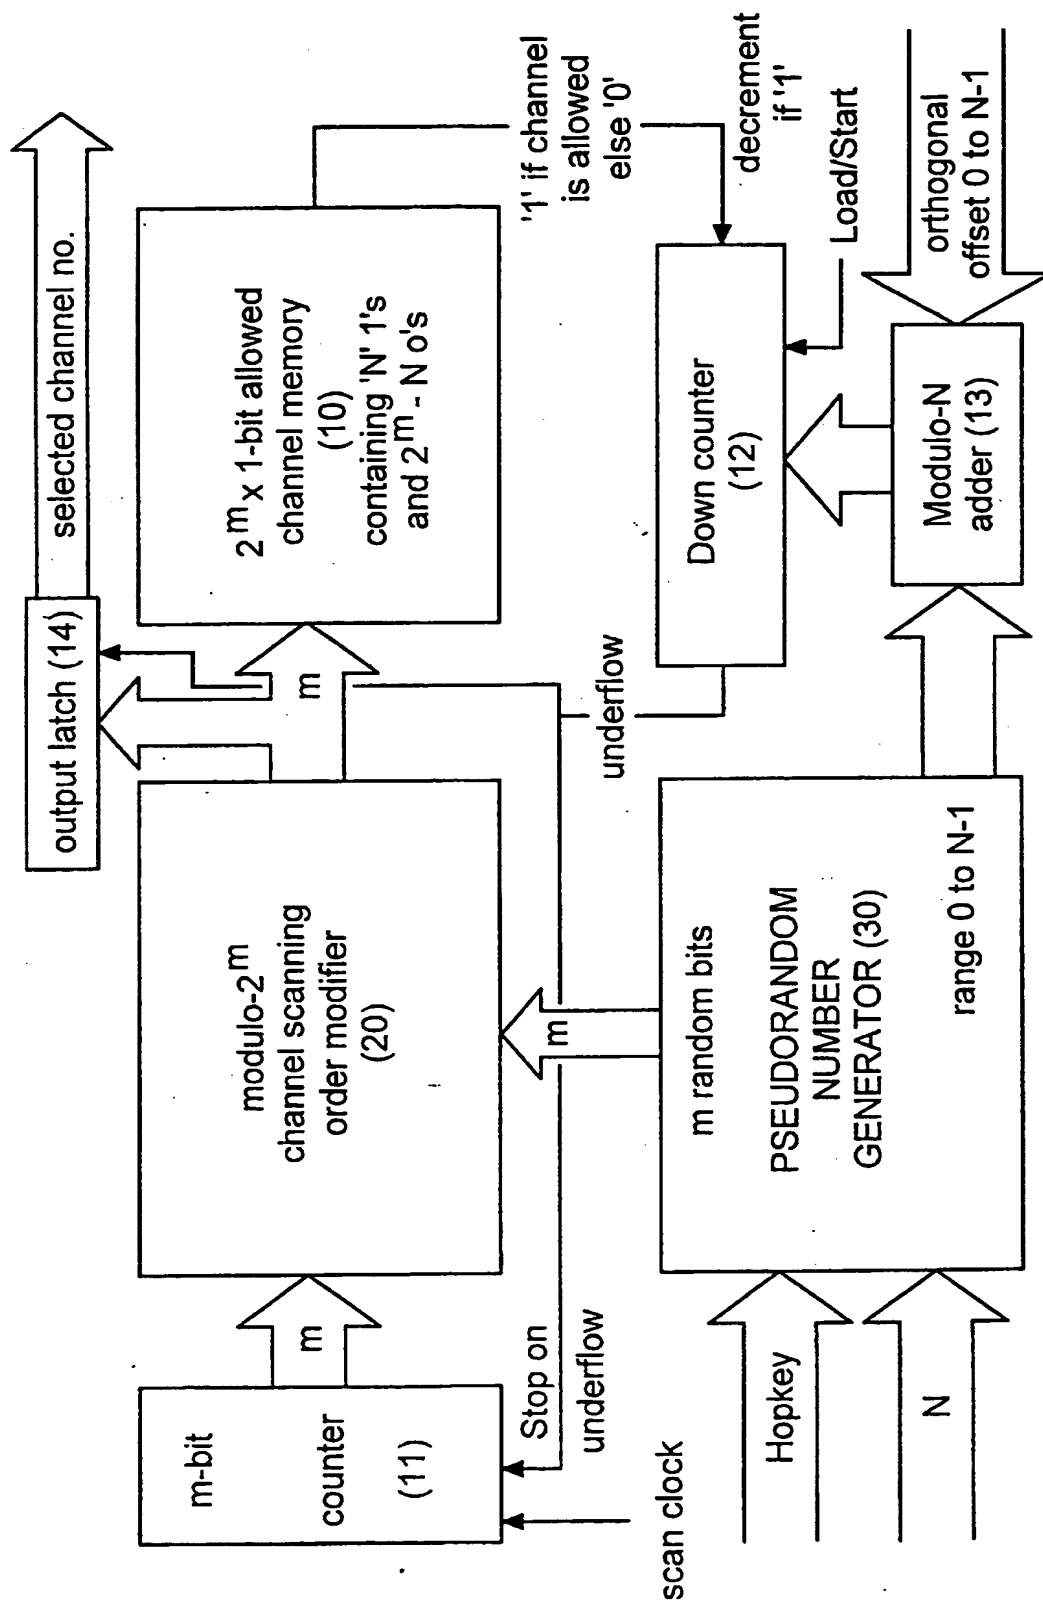 output latch (14)
selected channel no.
m-bit
counter
(11)
m
modulo-2^m
channel scanning
order modifier
(20)
m
2^m x 1-bit allowed
channel memory
(10)
containing 'N' 1's
and 2^m - N o's
'1' if channel
is allowed
else '0'
Stop on
underflow
scan clock
m
underflow
Down counter
(12)
decrement
if '1'
Load/Start
Hopkey
N
m random bits
PSEUDORANDOM
NUMBER
GENERATOR (30)
range 0 to N-1
Modulo-N
adder (13)
orthogonal
offset 0 to N-1